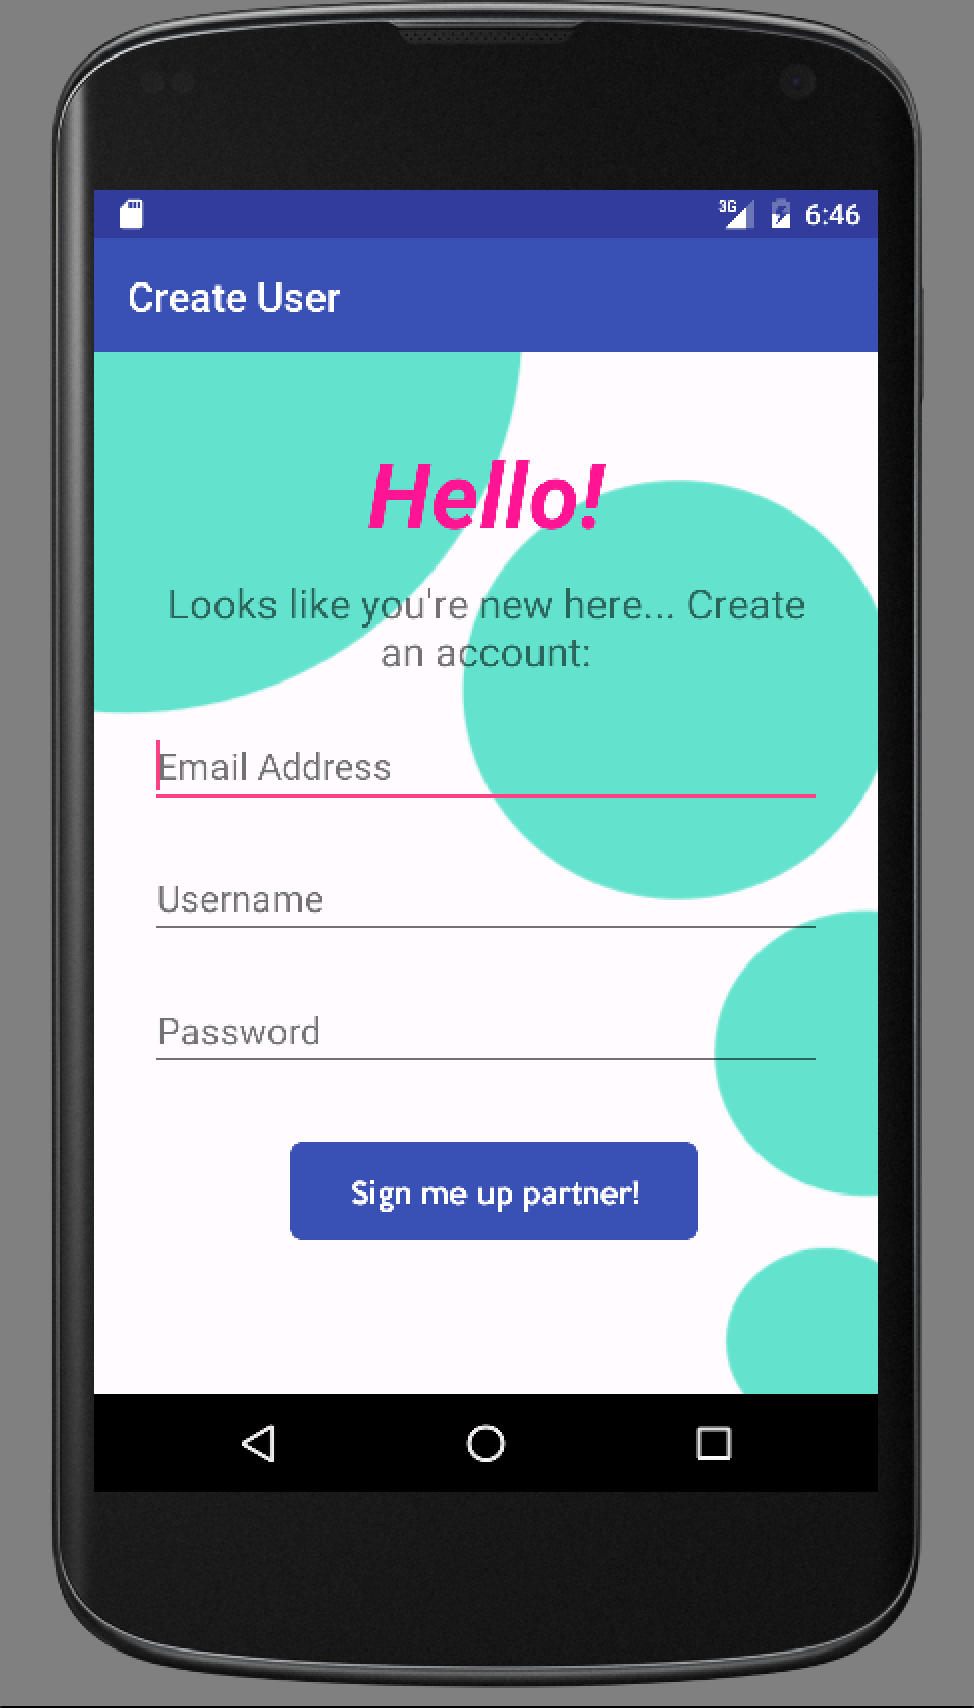 3G 6:46
Create User
Hello!
Looks like you're new here... Create
an account:
Email Address
Username
Password
Sign me up partner!